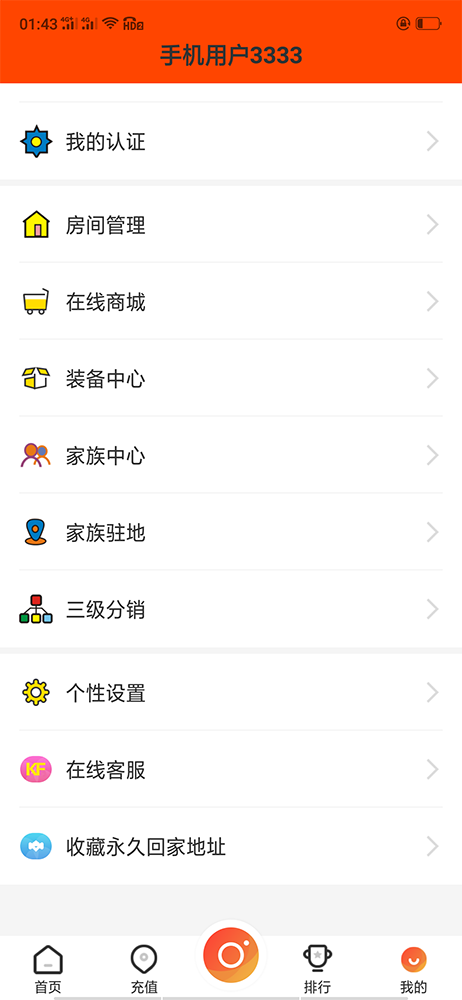 01:43 4G+ 4G HD2
手机用户3333
我的认证
房间管理
在线商城
装备中心
家族中心
家族驻地
三级分销
个性设置
KF 在线客服
收藏永久回家地址
首页 充值 排行 我的